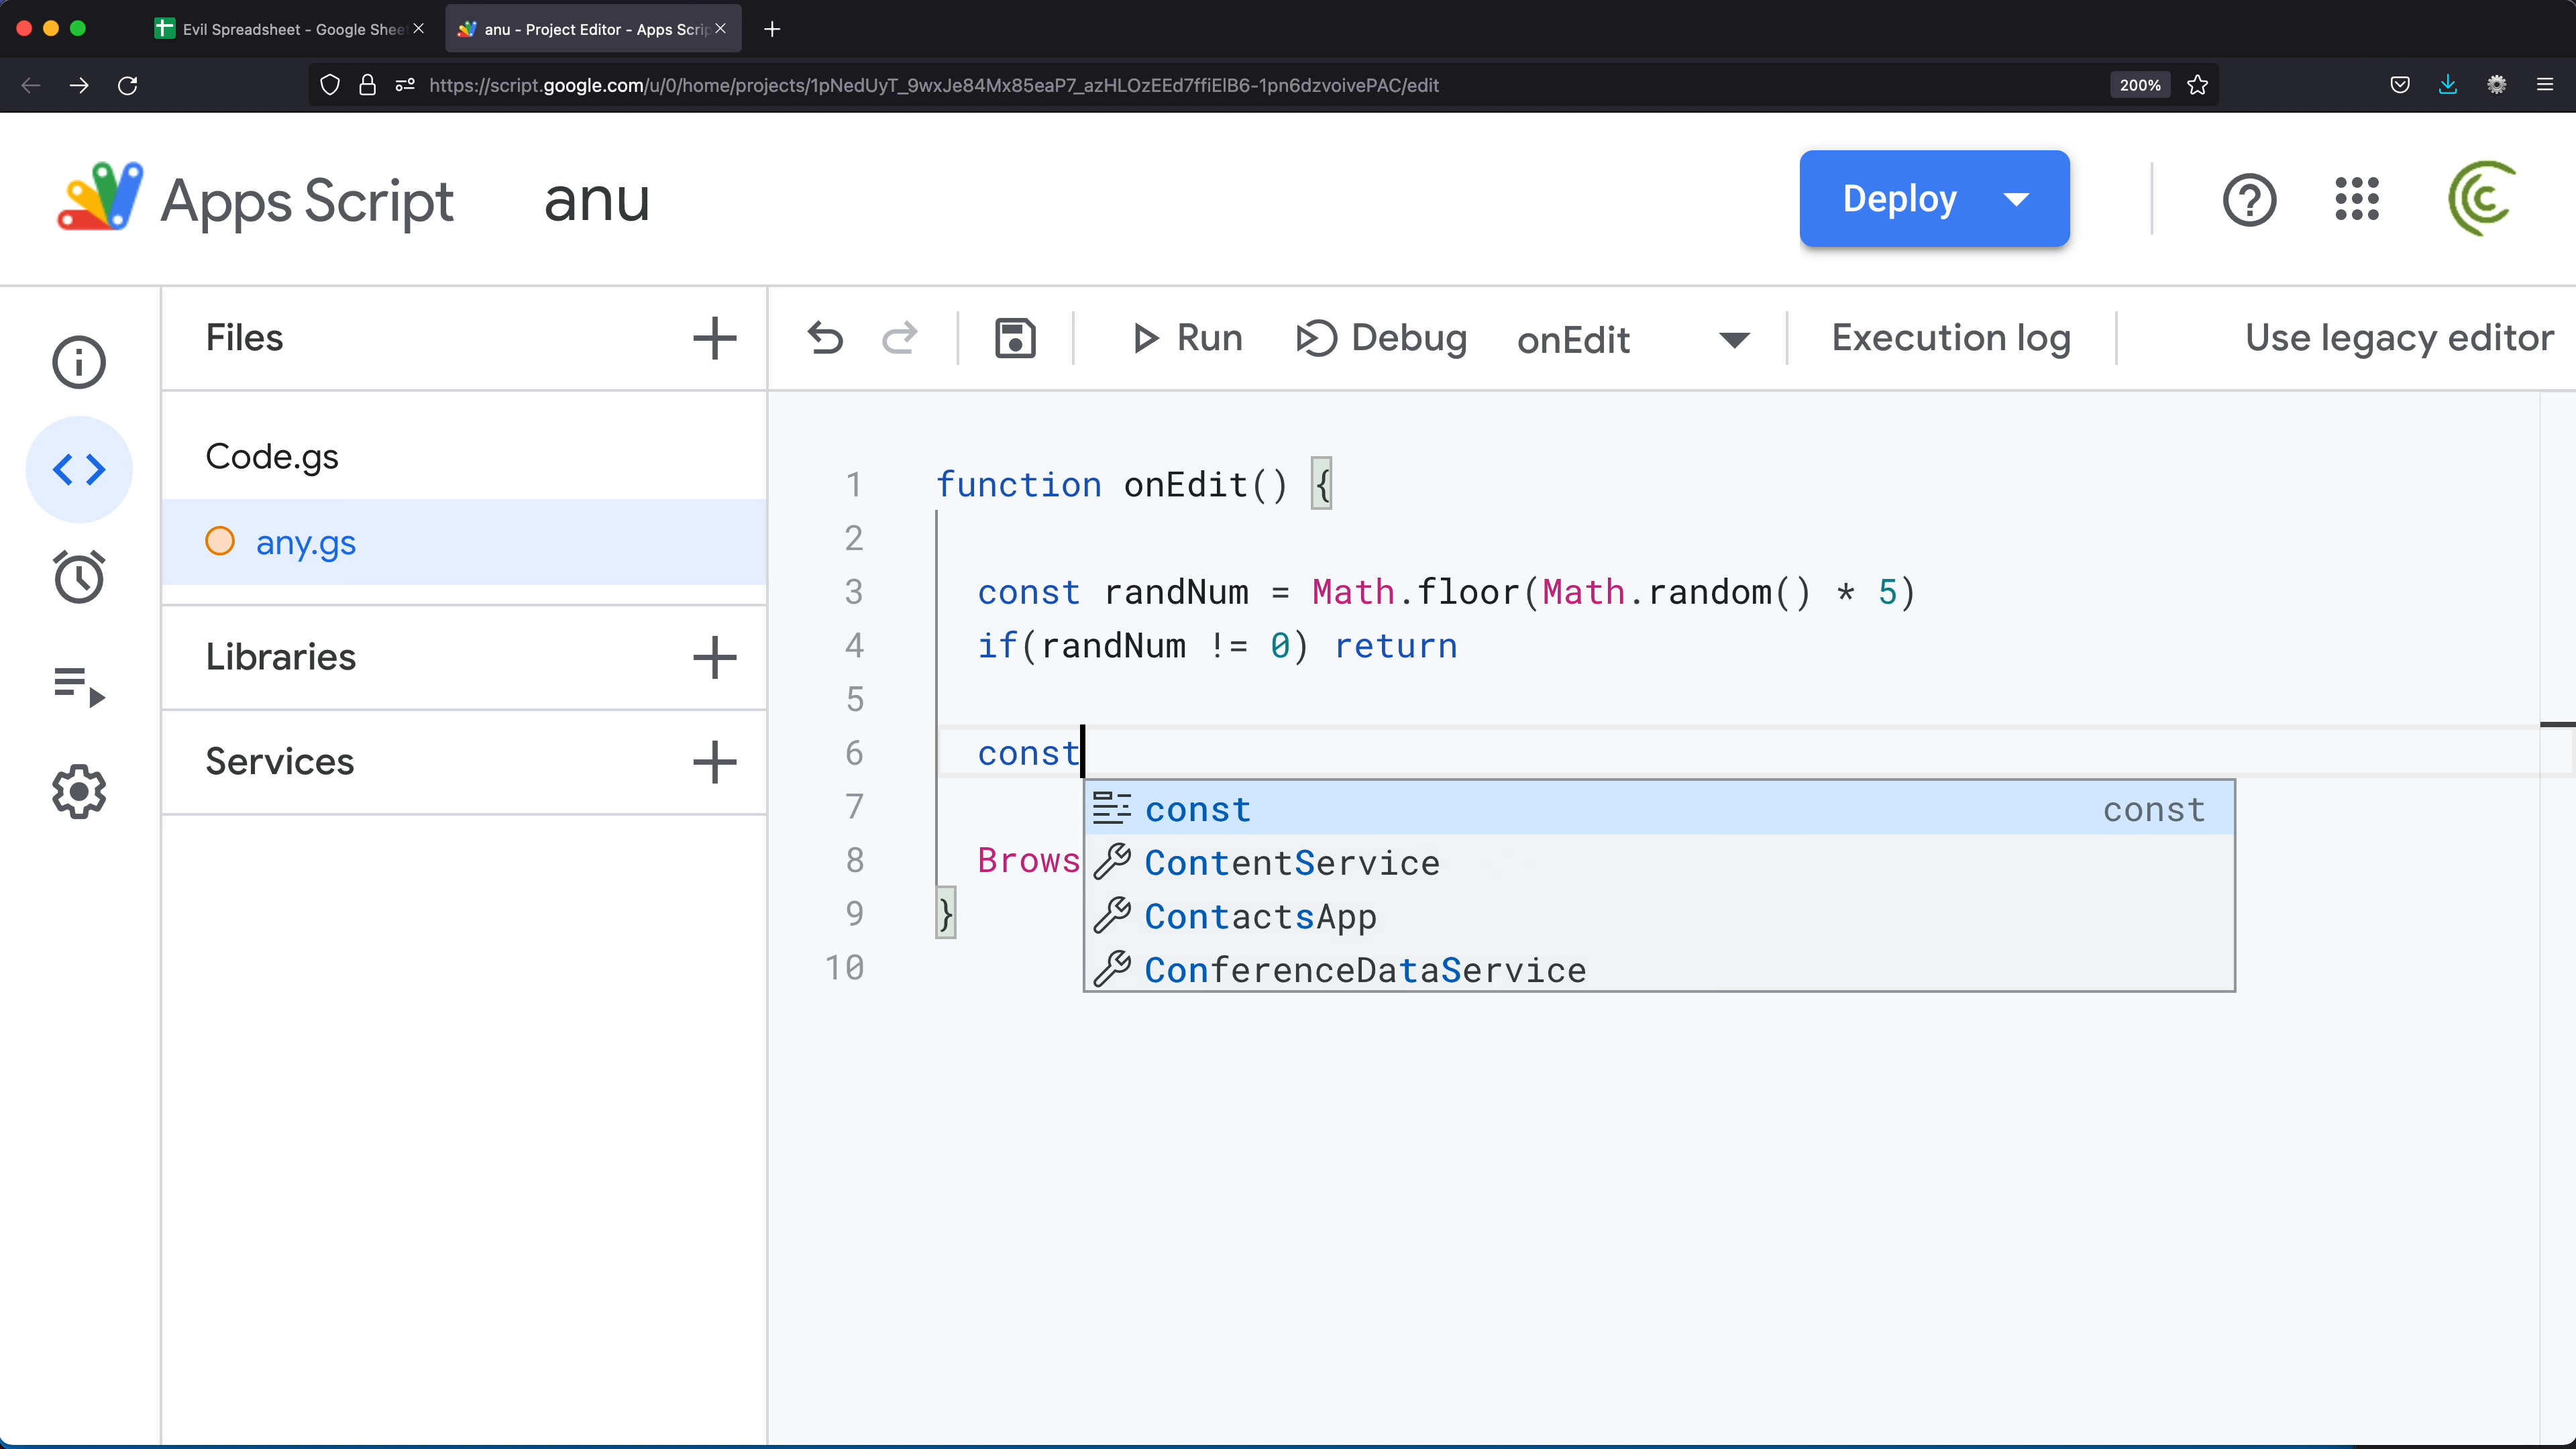 Evil Spreadsheet - Google Shee
anu - Project Editor - Apps Scrip
https://script.google.com/u/0/home/projects/1pNedUyT_9wxJe84Mx85eaP7_azHLOzEEd7ffiElB6-1pn6dzvoivePAC/edit
200%
Apps Script
anu
Deploy
Files
Run
Debug
onEdit
Execution log
Use legacy editor
Code.gs
any.gs
Libraries
Services
1 function onEdit() {
2
3 const randNum = Math.floor(Math.random() * 5)
4 if(randNum != 0) return
5
6 const
7
8 Brows
9 }
10
const const
ContentService
ContactsApp
ConferenceDataService